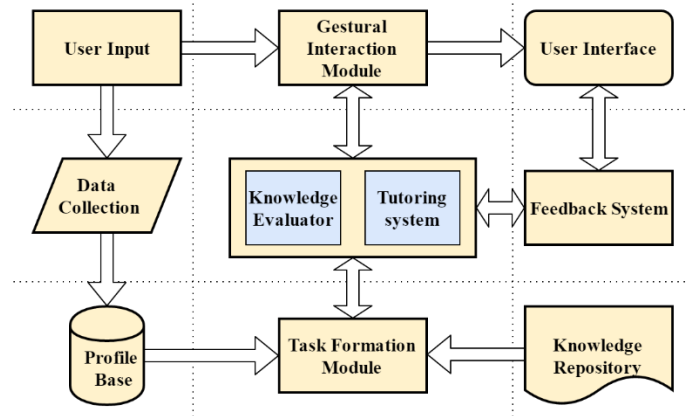 User Input
Gestural
Interaction
Module
User Interface
Data
Collection
Knowledge
Evaluator
Tutoring
system
Feedback System
Profile
Base
Task Formation
Module
Knowledge
Repository